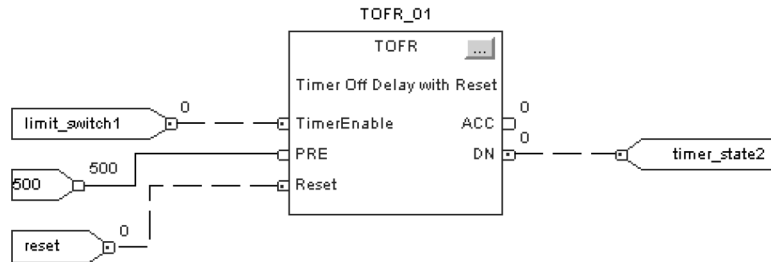 TOFR_01
TOFR
...
Timer Off Delay with Reset
0
limit_switch1
TimerEnable
ACC
0
0
500
500
PRE
DN
timer_state2
Reset
0
reset